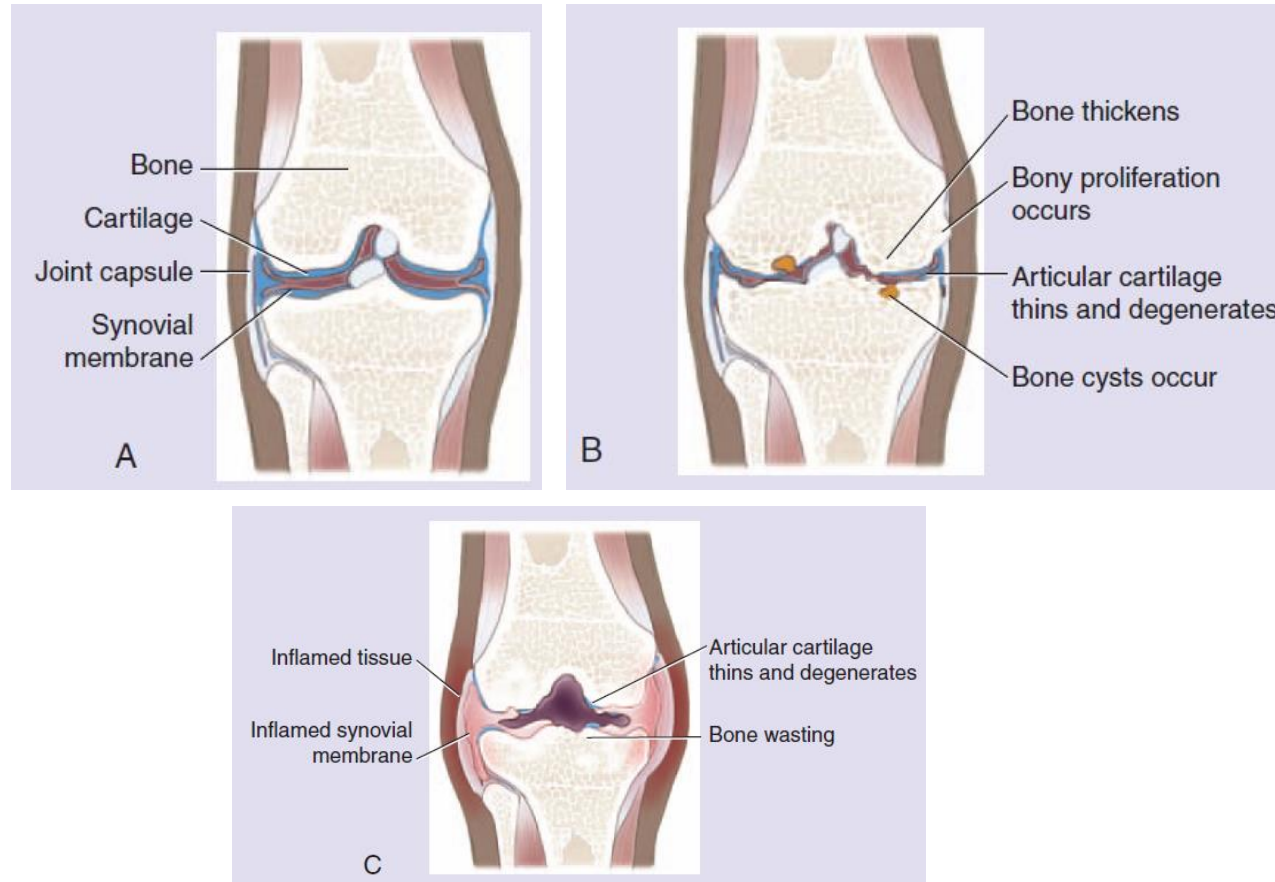 Bone
Cartilage
Joint capsule
Synovial
membrane
A
Bone thickens
Bony proliferation
occurs
Articular cartilage
thins and degenerates
Bone cysts occur
B
Inflamed tissue
Inflamed synovial
membrane
Articular cartilage
thins and degenerates
Bone wasting
C